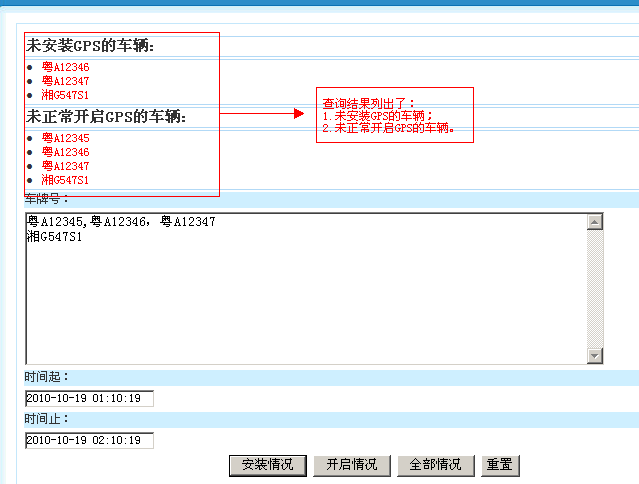 未安装GPS的车辆：
粤A12346
粤A12347
湘G547S1
未正常开启GPS的车辆：
粤A12345
粤A12346
粤A12347
湘G547S1
查询结果列出了：
1.未安装GPS的车辆；
2.未正常开启GPS的车辆。
车牌号：
粤A12345,粤A12346，粤A12347
湘G547S1
时间起：
2010-10-19 01:10:19
时间止：
2010-10-19 02:10:19
安装情况 开启情况 全部情况 重置